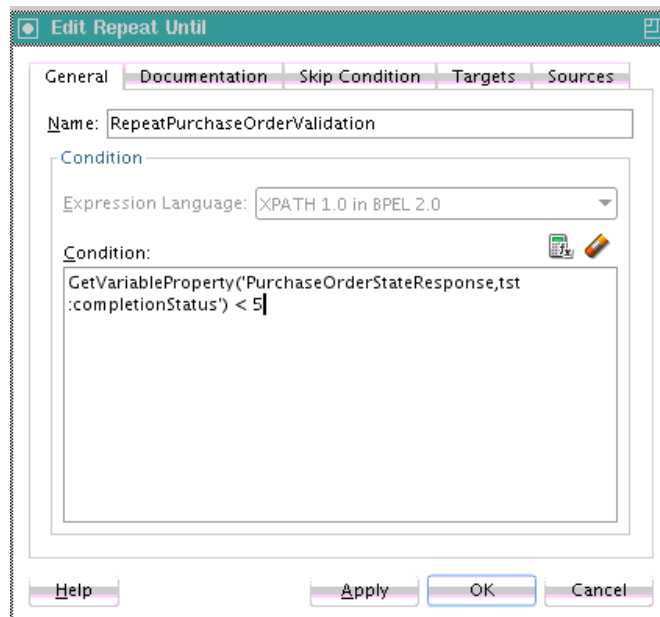 Edit Repeat Until
General Documentation Skip Condition Targets Sources
Name: RepeatPurchaseOrderValidation
Condition
Expression Language: XPATH 1.0 in BPEL 2.0
Condition:
GetVariableProperty('PurchaseOrderStateResponse,tst
:completionStatus') < 5
Help Apply OK Cancel